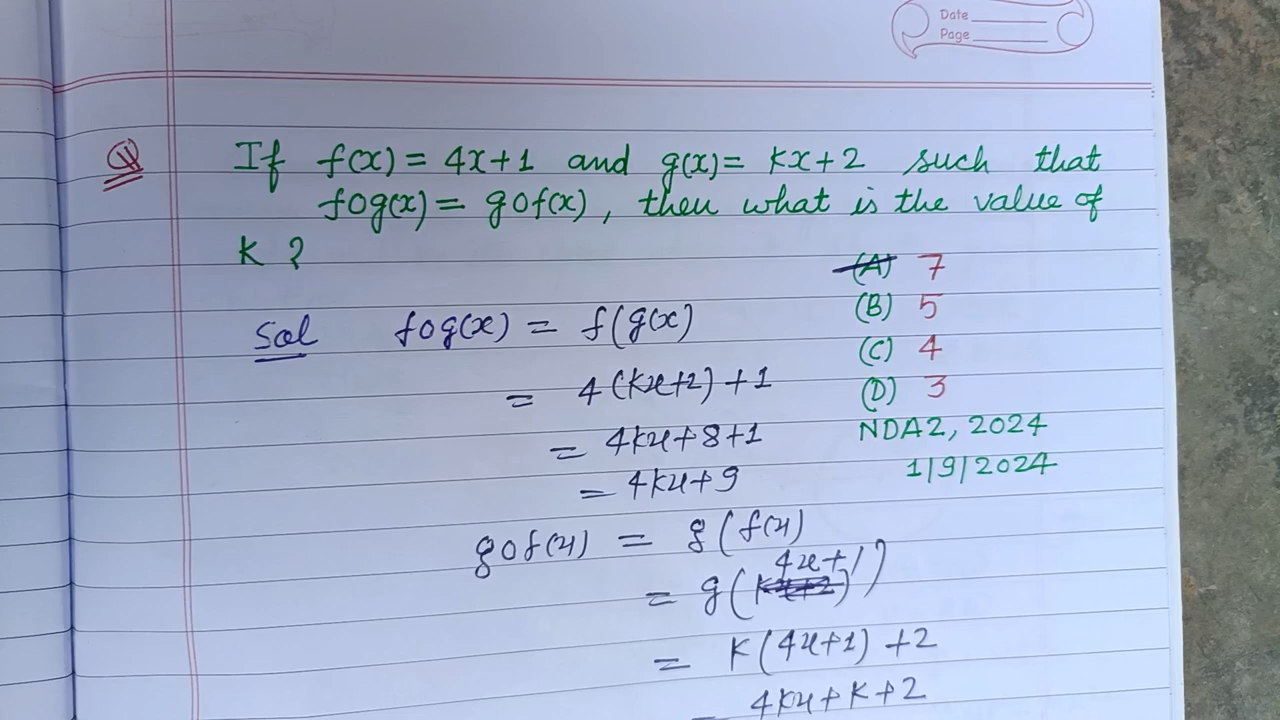 Date
Page
Q If f(x) = 4x+1 and g(x) = Kx+2 such that
fog(x) = gof(x), then what is the value of
K ?
(A) 7
(B) 5
(C) 4
(D) 3
NDA2, 2024
1/9/2024
Sol fog(x) = f(g(x)
= 4(Kx+2)+1
= 4Kx+8+1
= 4Kx+9
gof(x) = g(f(x)
= g(4x+1)
= K(4x+1)+2
= 4Kx+K+2